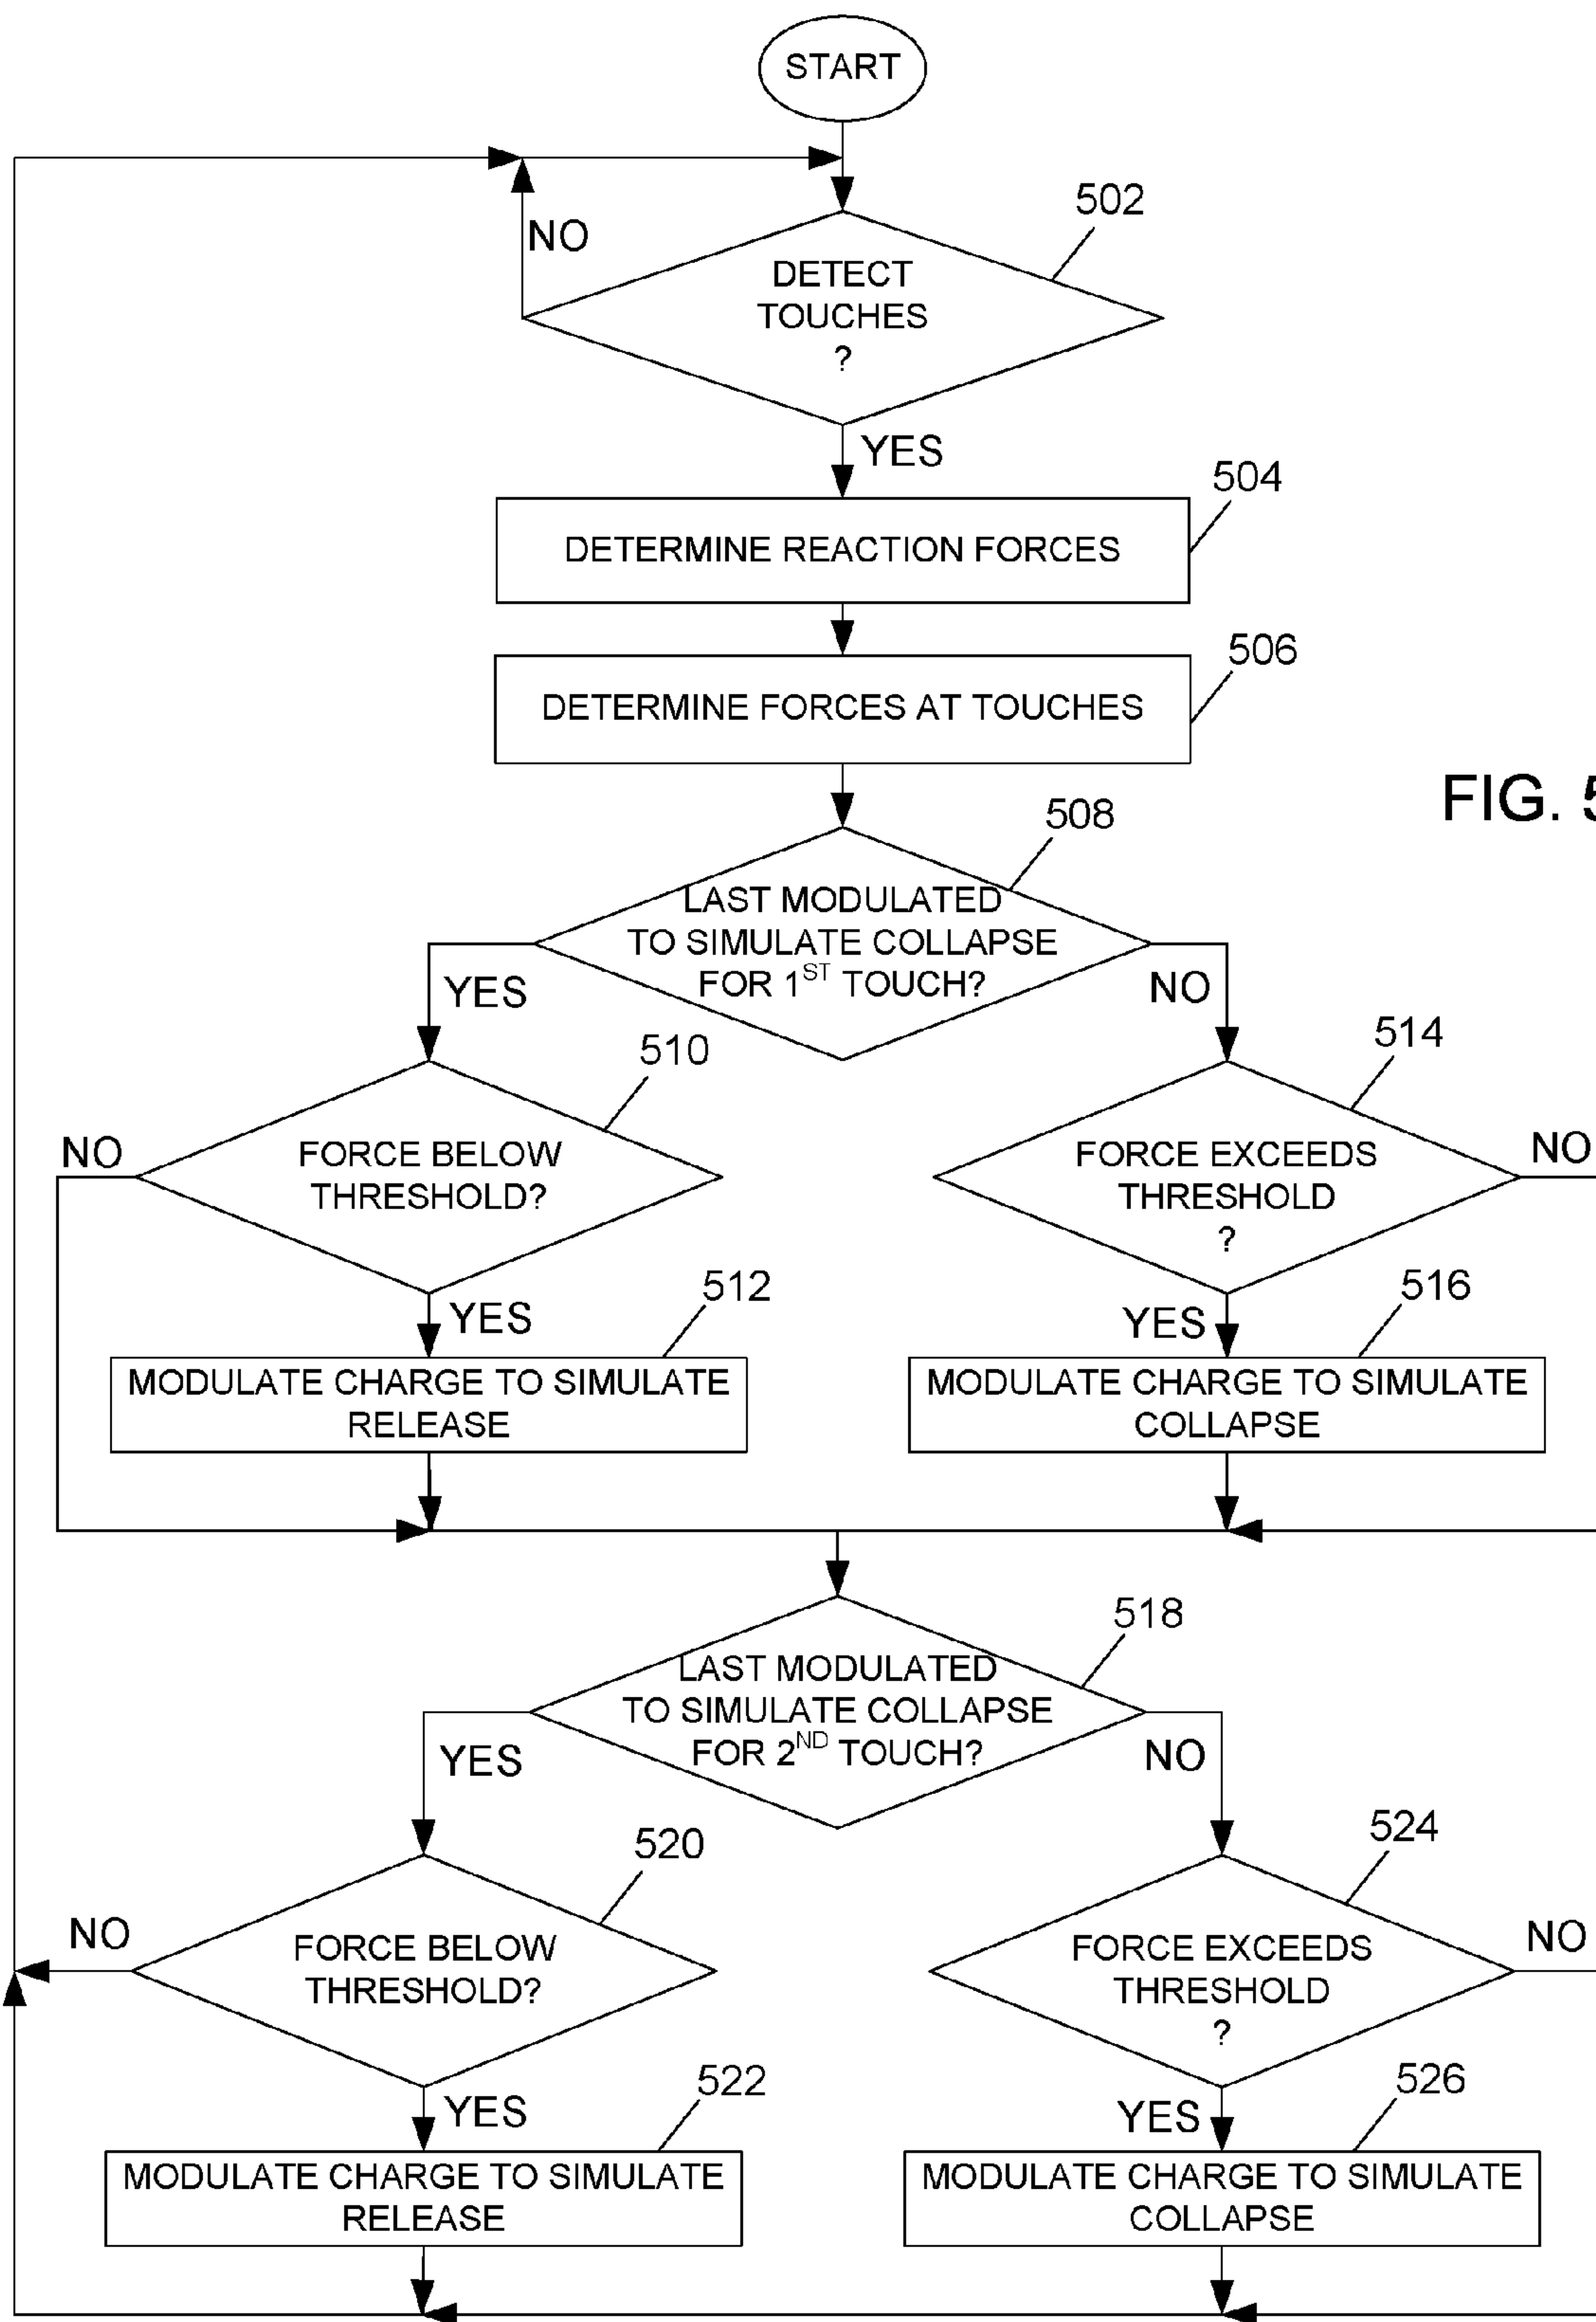 START
502
NO
DETECT
TOUCHES
?
YES
504
DETERMINE REACTION FORCES
506
DETERMINE FORCES AT TOUCHES
FIG. 5
508
LAST MODULATED
TO SIMULATE COLLAPSE
FOR 1ST TOUCH?
YES
NO
510
514
NO
FORCE BELOW
THRESHOLD?
FORCE EXCEEDS
THRESHOLD
?
NO
512
516
YES
YES
MODULATE CHARGE TO SIMULATE
RELEASE
MODULATE CHARGE TO SIMULATE
COLLAPSE
518
LAST MODULATED
TO SIMULATE COLLAPSE
FOR 2ND TOUCH?
YES
NO
520
524
NO
FORCE BELOW
THRESHOLD?
FORCE EXCEEDS
THRESHOLD
?
NO
522
526
YES
YES
MODULATE CHARGE TO SIMULATE
RELEASE
MODULATE CHARGE TO SIMULATE
COLLAPSE